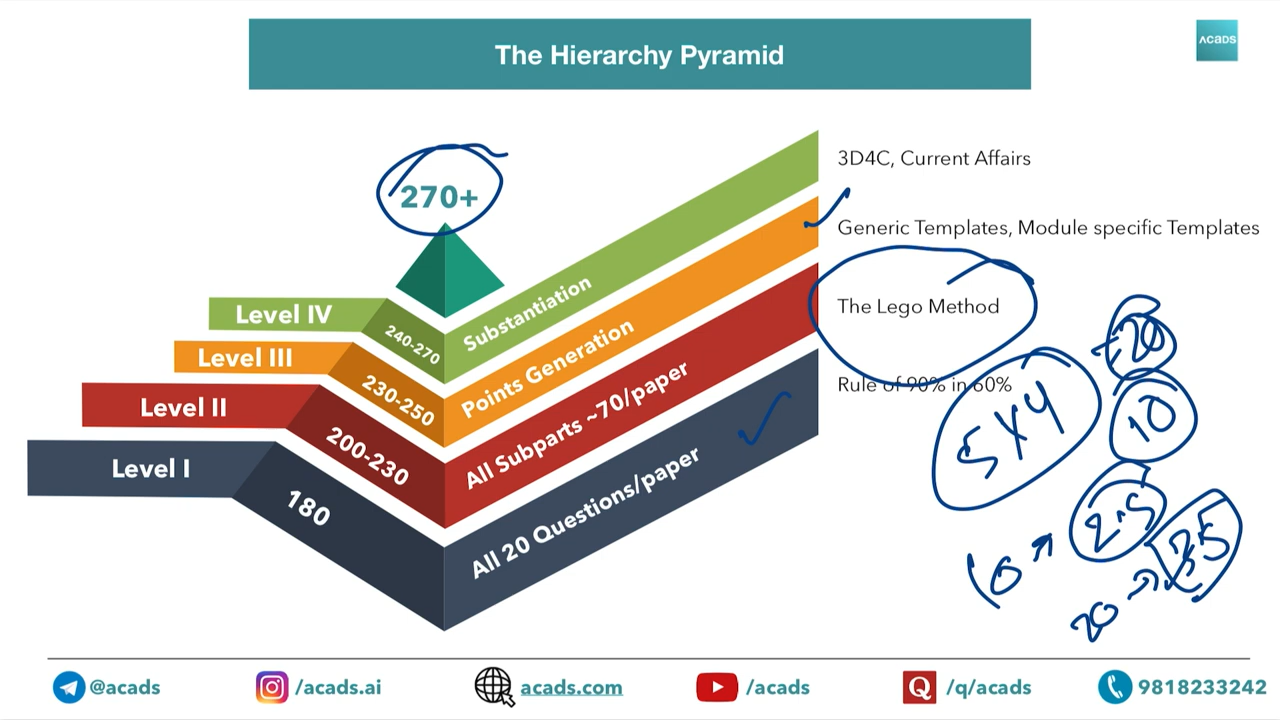 The Hierarchy Pyramid
ACADS
270+
3D4C, Current Affairs
Generic Templates, Module specific Templates
The Lego Method
Rule of 90% in 60%
Level IV
240-270
Substantiation
Level III
230-250
Points Generation
Level II
200-230
All Subparts ~70/paper
Level I
180
All 20 Questions/paper
20
5x4
10
2.5
10
35
20
@acads
/acads.ai
acads.com
/acads
Q
/q/acads
9818233242